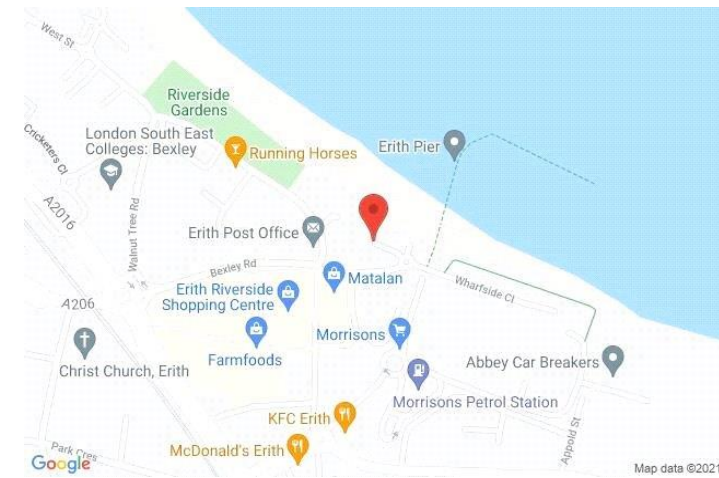 West St
Riverside
Gardens
Cricketers Cl
London South East
Colleges: Bexley
Running Horses
Erith Pier
A2016
Walnut Tree Rd
Erith Post Office
Bexley Rd
Matalan
Wharfside Cl
Erith Riverside
Shopping Centre
A206
Morrisons
Farmfoods
Christ Church, Erith
Abbey Car Breakers
Morrisons Petrol Station
KFC Erith
Appold St
McDonald's Erith
Park Cres
Google
Map data ©2021